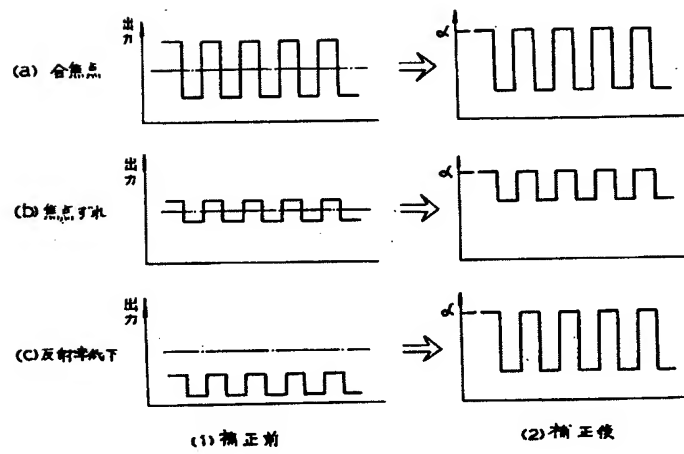 出力
α
(a) 合焦点
出力
α
(b) 焦点ずれ
出力
α
(c) 反射率低下
(1) 補正前
(2) 補正後